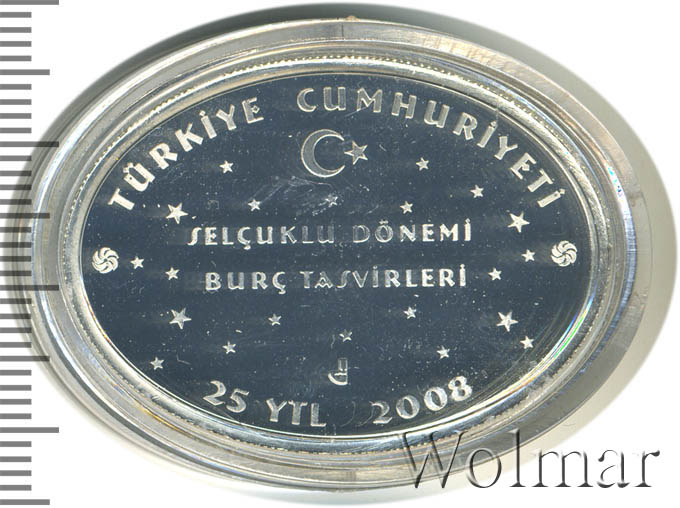 TÜRKİYE CUMHURİYETİ
SELÇUKLU DÖNEMİ
BURÇ TASVİRLERİ
25 YTL 2008
Wolmar